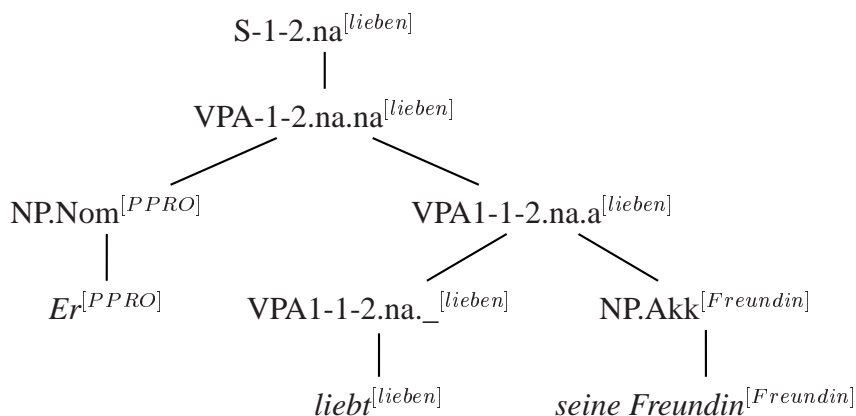 S-1-2.na[lieben]
VPA-1-2.na.na[lieben]
NP.Nom[PPRO] VPA1-1-2.na.a[lieben]
Er[PPRO] VPA1-1-2.na._[lieben] NP.Akk[Freundin]
liebt[lieben] seine Freundin[Freundin]